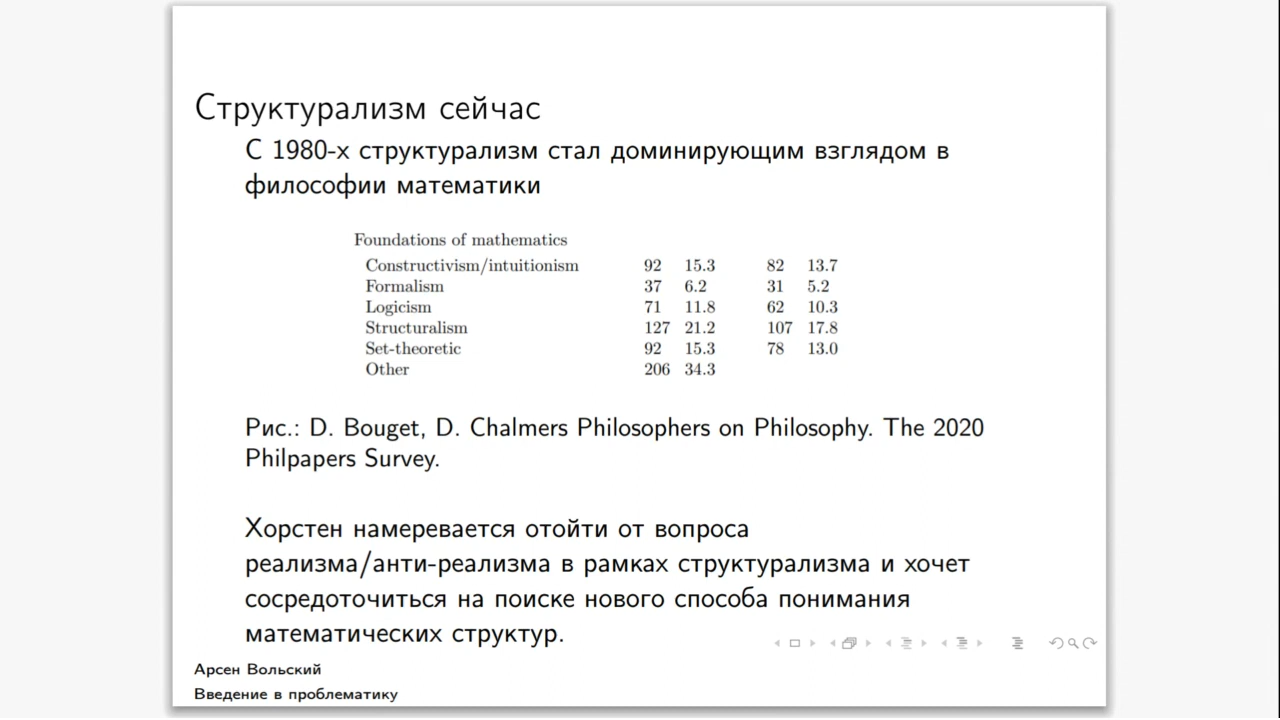 Структурализм сейчас
С 1980-х структурализм стал доминирующим взглядом в
философии математики
Foundations of mathematics
Constructivism/intuitionism 92 15.3 82 13.7
Formalism 37 6.2 31 5.2
Logicism 71 11.8 62 10.3
Structuralism 127 21.2 107 17.8
Set-theoretic 92 15.3 78 13.0
Other 206 34.3
Рис.: D. Bouget, D. Chalmers Philosophers on Philosophy. The 2020
Philpapers Survey.
Хорстен намеревается отойти от вопроса
реализма/анти-реализма в рамках структурализма и хочет
сосредоточиться на поиске нового способа понимания
математических структур.
Арсен Вольский
Введение в проблематику